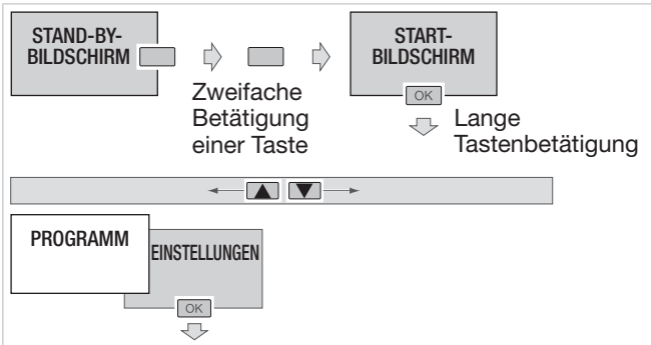 STAND-BY-
BILDSCHIRM
Zweifache
Betätigung
einer Taste
START-
BILDSCHIRM
OK
Lange
Tastenbetätigung
PROGRAMM
EINSTELLUNGEN
OK